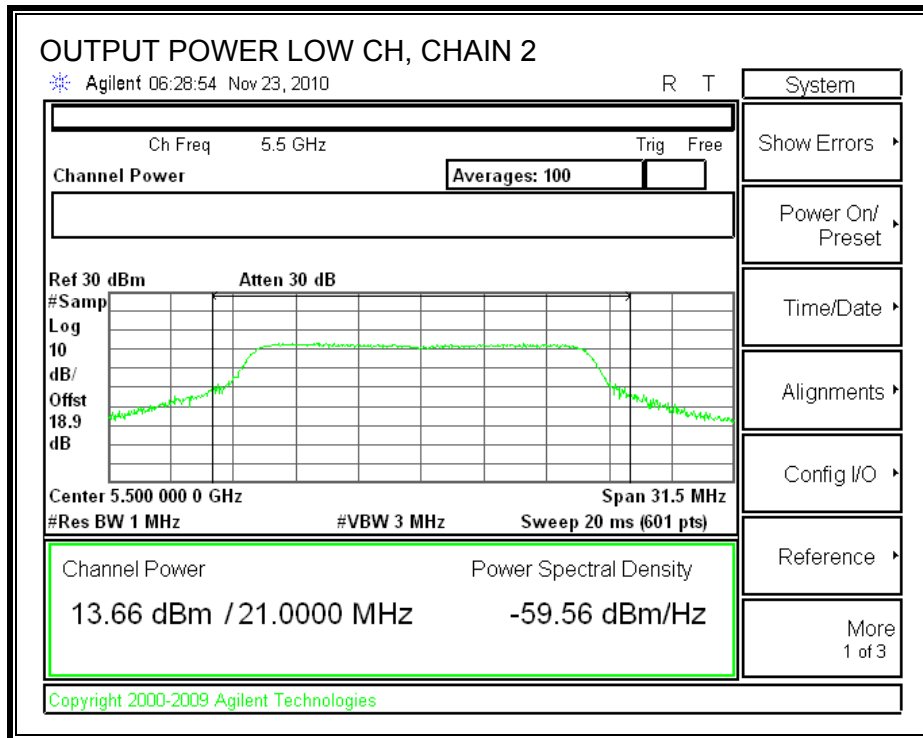 OUTPUT POWER LOW CH, CHAIN 2
Agilent 06:28:54 Nov 23, 2010 R T
System
Ch Freq 5.5 GHz Trig Free
Show Errors
Channel Power Averages: 100
Power On/
Preset
Ref 30 dBm Atten 30 dB
#Samp
Log
10
dB/
Offst
18.9
dB
Time/Date
Alignments
Config I/O
Center 5.500 000 0 GHz Span 31.5 MHz
#Res BW 1 MHz #VBW 3 MHz Sweep 20 ms (601 pts)
Reference
Channel Power Power Spectral Density
13.66 dBm / 21.0000 MHz -59.56 dBm/Hz
More
1 of 3
Copyright 2000-2009 Agilent Technologies